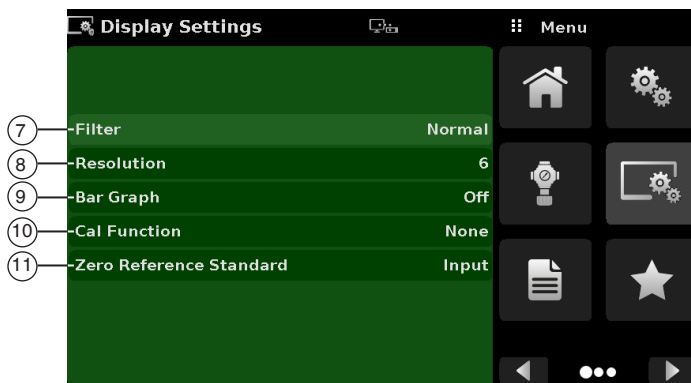 Display Settings
Menu
7 Filter Normal
8 Resolution 6
9 Bar Graph Off
10 Cal Function None
11 Zero Reference Standard Input